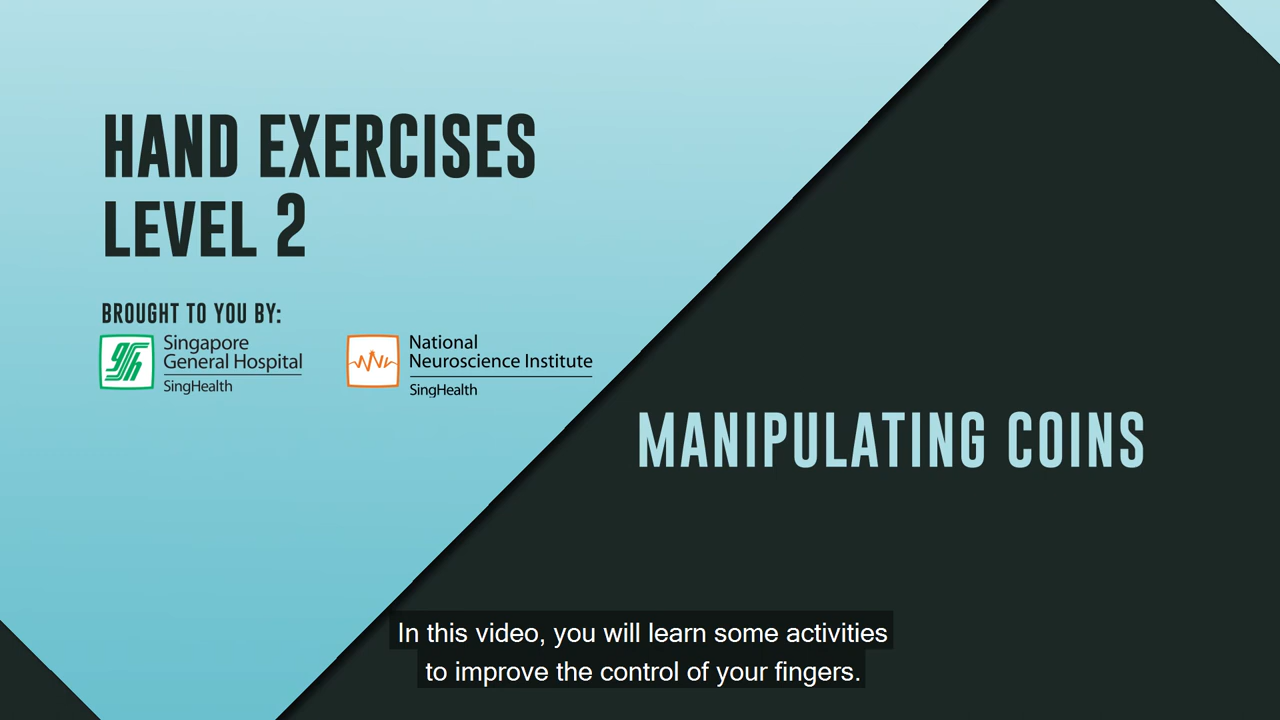 HAND EXERCISES
LEVEL 2
BROUGHT TO YOU BY:
Singapore
General Hospital
SingHealth
National
Neuroscience Institute
SingHealth
MANIPULATING COINS
In this video, you will learn some activities
to improve the control of your fingers.